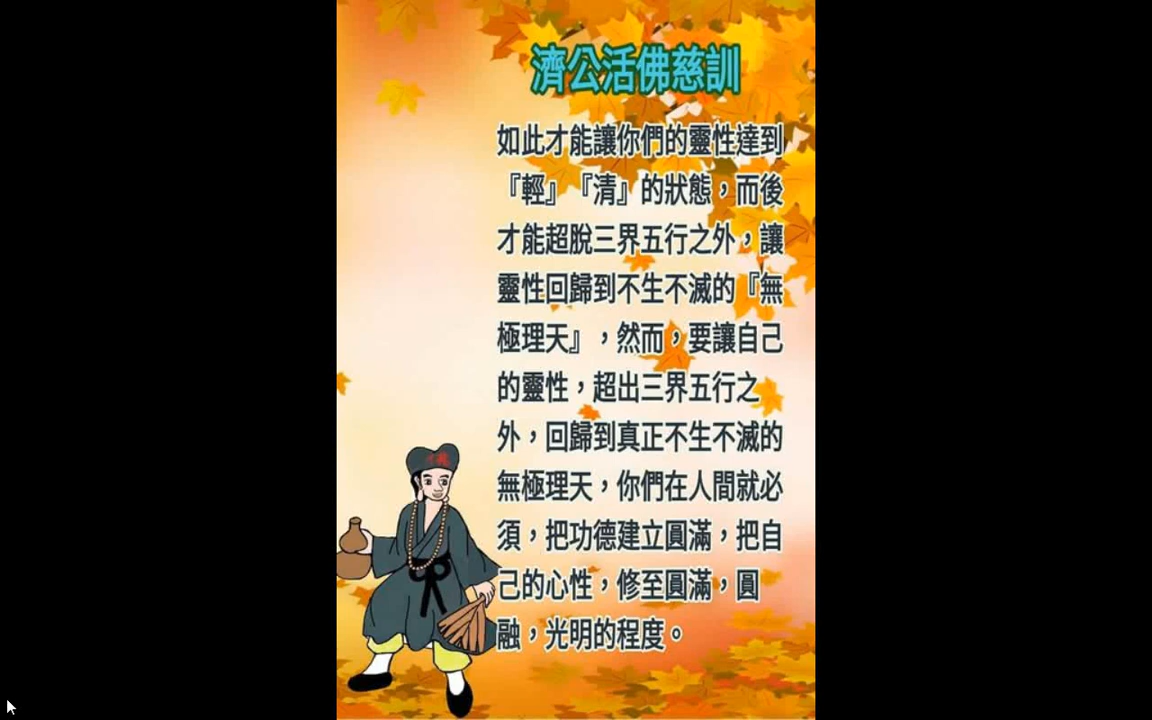 濟公活佛慈訓
如此才能讓你們的靈性達到
『輕』『清』的狀態，而後
才能超脫三界五行之外，讓
靈性回歸到不生不滅的『無
極理天』，然而，要讓自己
的靈性，超出三界五行之
外，回歸到真正不生不滅的
無極理天，你們在人間就必
須，把功德建立圓滿，把自
己的心性，修至圓滿，圓
融，光明的程度。